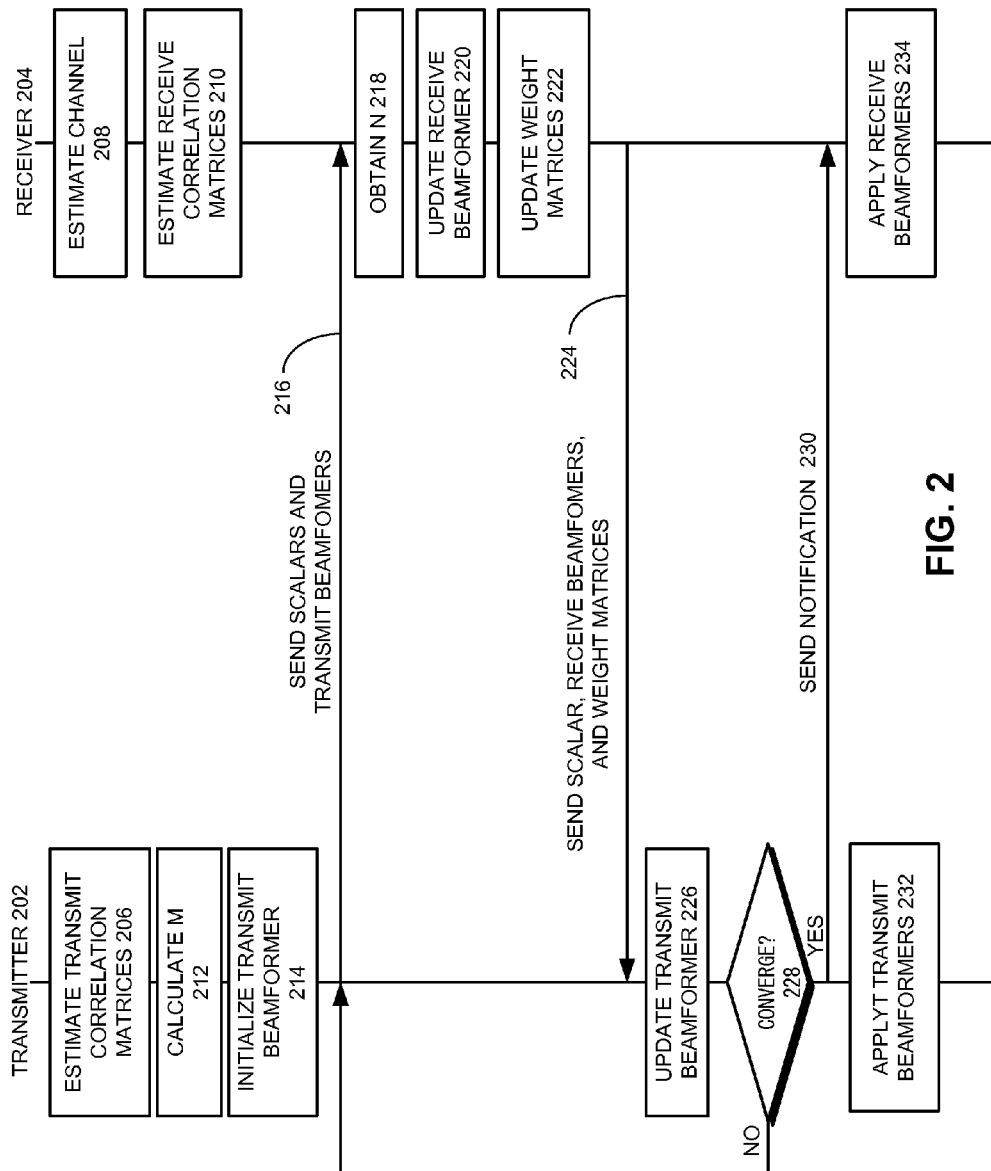 TRANSMITTER 202
RECEIVER 204
ESTIMATE TRANSMIT
CORRELATION
MATRICES 206
ESTIMATE CHANNEL
208
CALCULATE M
212
ESTIMATE RECEIVE
CORRELATION
MATRICES 210
INITIALIZE TRANSMIT
BEAMFORMER
214
SEND SCALARS AND
TRANSMIT BEAMFOMERS
216
OBTAIN N 218
UPDATE RECEIVE
BEAMFORMER 220
UPDATE WEIGHT
MATRICES 222
SEND SCALAR, RECEIVE BEAMFOMERS,
AND WEIGHT MATRICES
224
UPDATE TRANSMIT
BEAMFORMER 226
CONVERGE?
228
NO
YES
SEND NOTIFICATION 230
APPLYT TRANSMIT
BEAMFORMERS 232
APPLY RECEIVE
BEAMFORMERS 234
FIG. 2